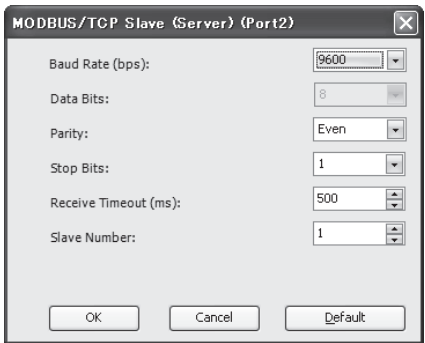 MODBUS/TCP Slave (Server) (Port2)
Baud Rate (bps): 9600
Data Bits: 8
Parity: Even
Stop Bits: 1
Receive Timeout (ms): 500
Slave Number: 1
OK Cancel Default